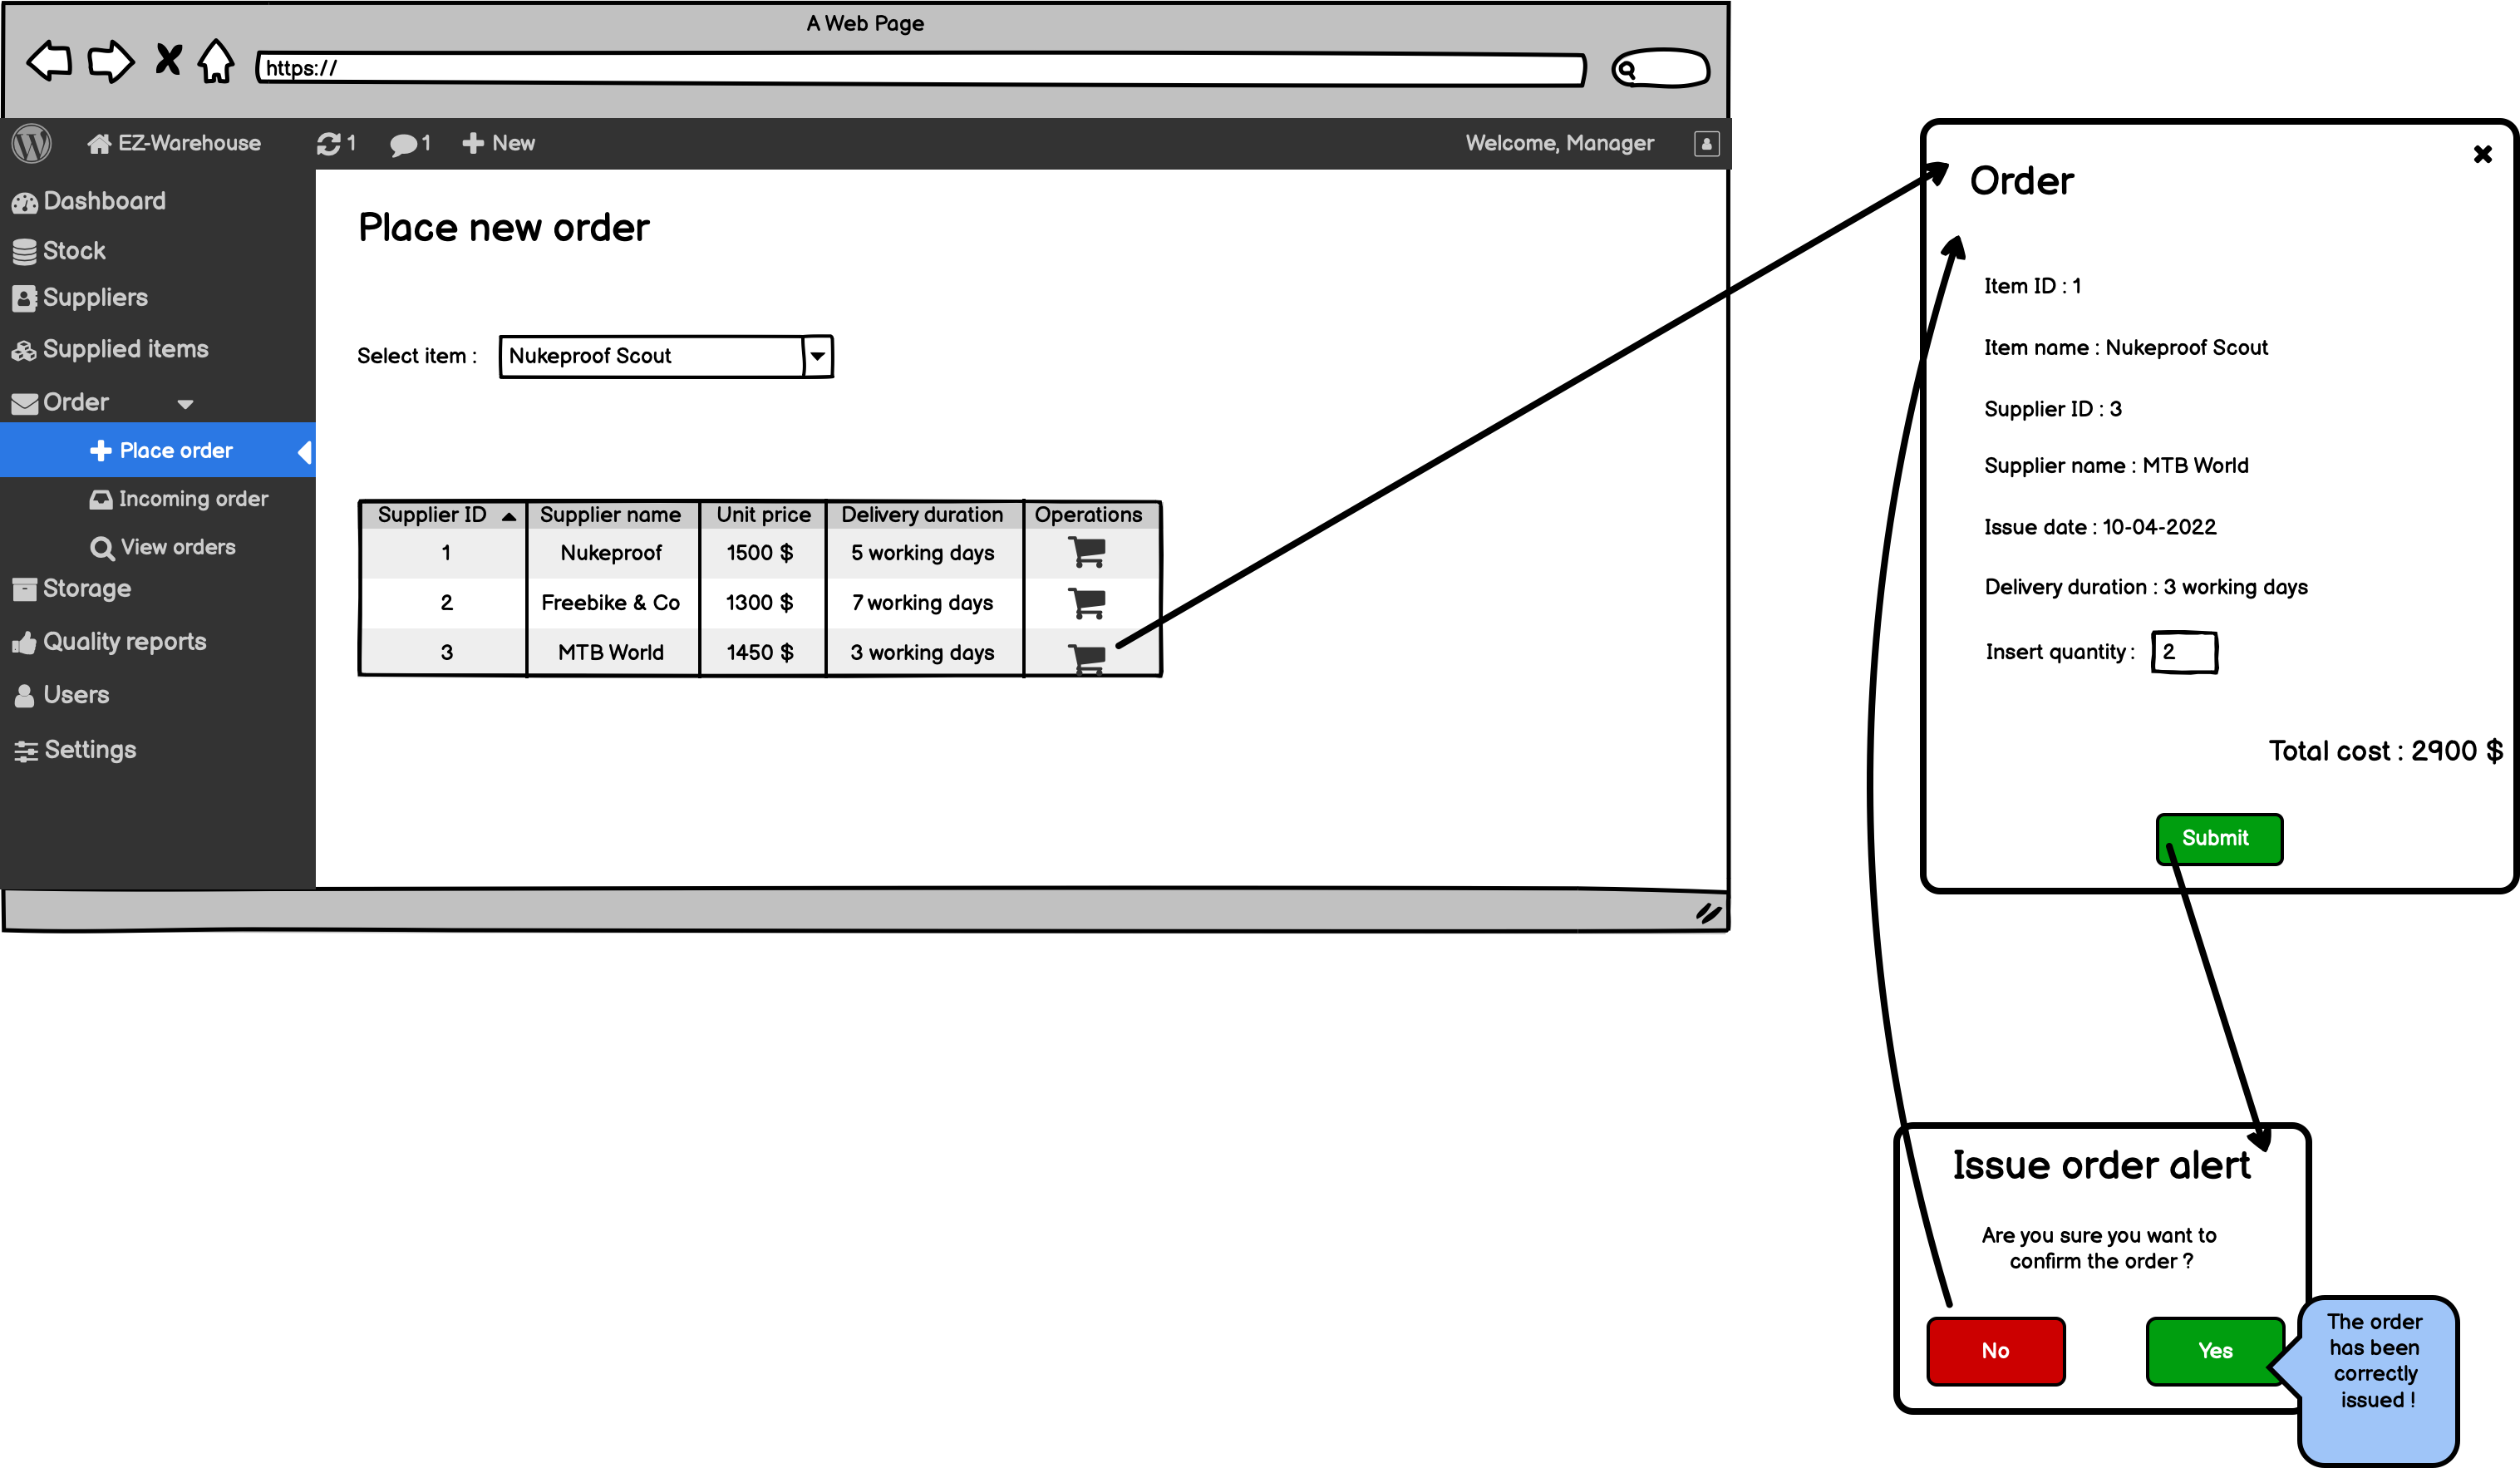 A Web Page
https://
EZ-Warehouse 1 1 New Welcome, Manager
Dashboard
Stock
Suppliers
Supplied items
Order
Place order
Incoming order
View orders
Storage
Quality reports
Users
Settings
Place new order
Select item : Nukeproof Scout
Supplier ID Supplier name Unit price Delivery duration Operations
1 Nukeproof 1500 $ 5 working days
2 Freebike & Co 1300 $ 7 working days
3 MTB World 1450 $ 3 working days
Order
Item ID : 1
Item name : Nukeproof Scout
Supplier ID : 3
Supplier name : MTB World
Issue date : 10-04-2022
Delivery duration : 3 working days
Insert quantity : 2
Total cost : 2900 $
Submit
Issue order alert
Are you sure you want to
confirm the order ?
No Yes
The order
has been
correctly
issued !